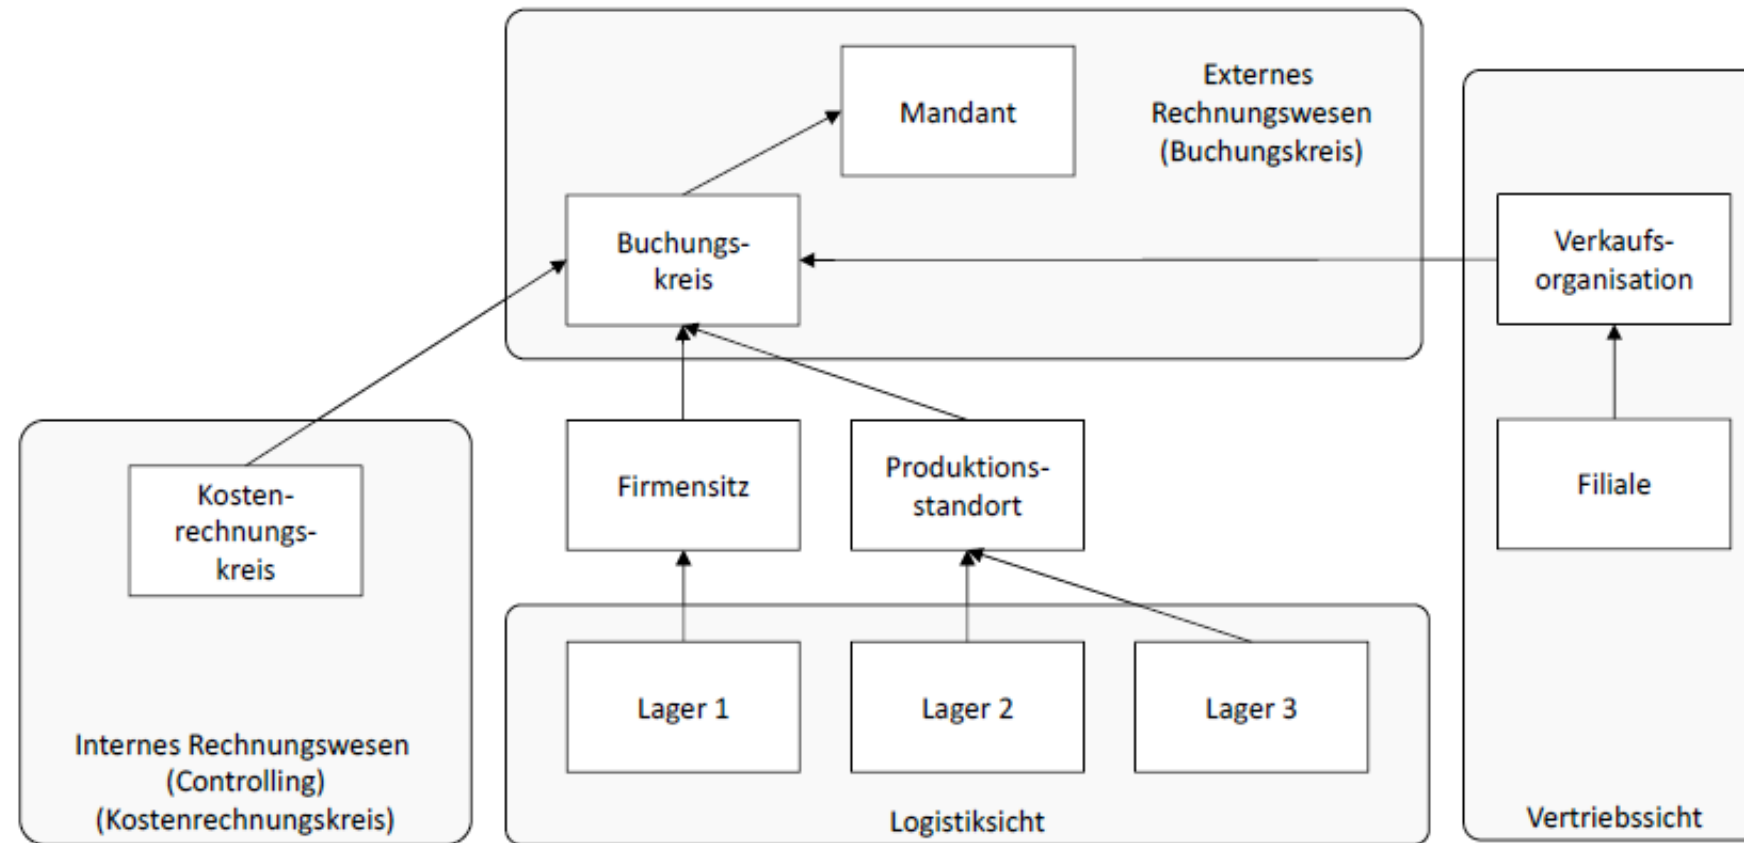 Mandant
Externes
Rechnungswesen
(Buchungskreis)
Buchungs-
kreis
Verkaufs-
organisation
Firmensitz
Produktions-
standort
Filiale
Kosten-
rechnungs-
kreis
Lager 1
Lager 2
Lager 3
Internes Rechnungswesen
(Controlling)
(Kostenrechnungskreis)
Logistiksicht
Vertriebssicht